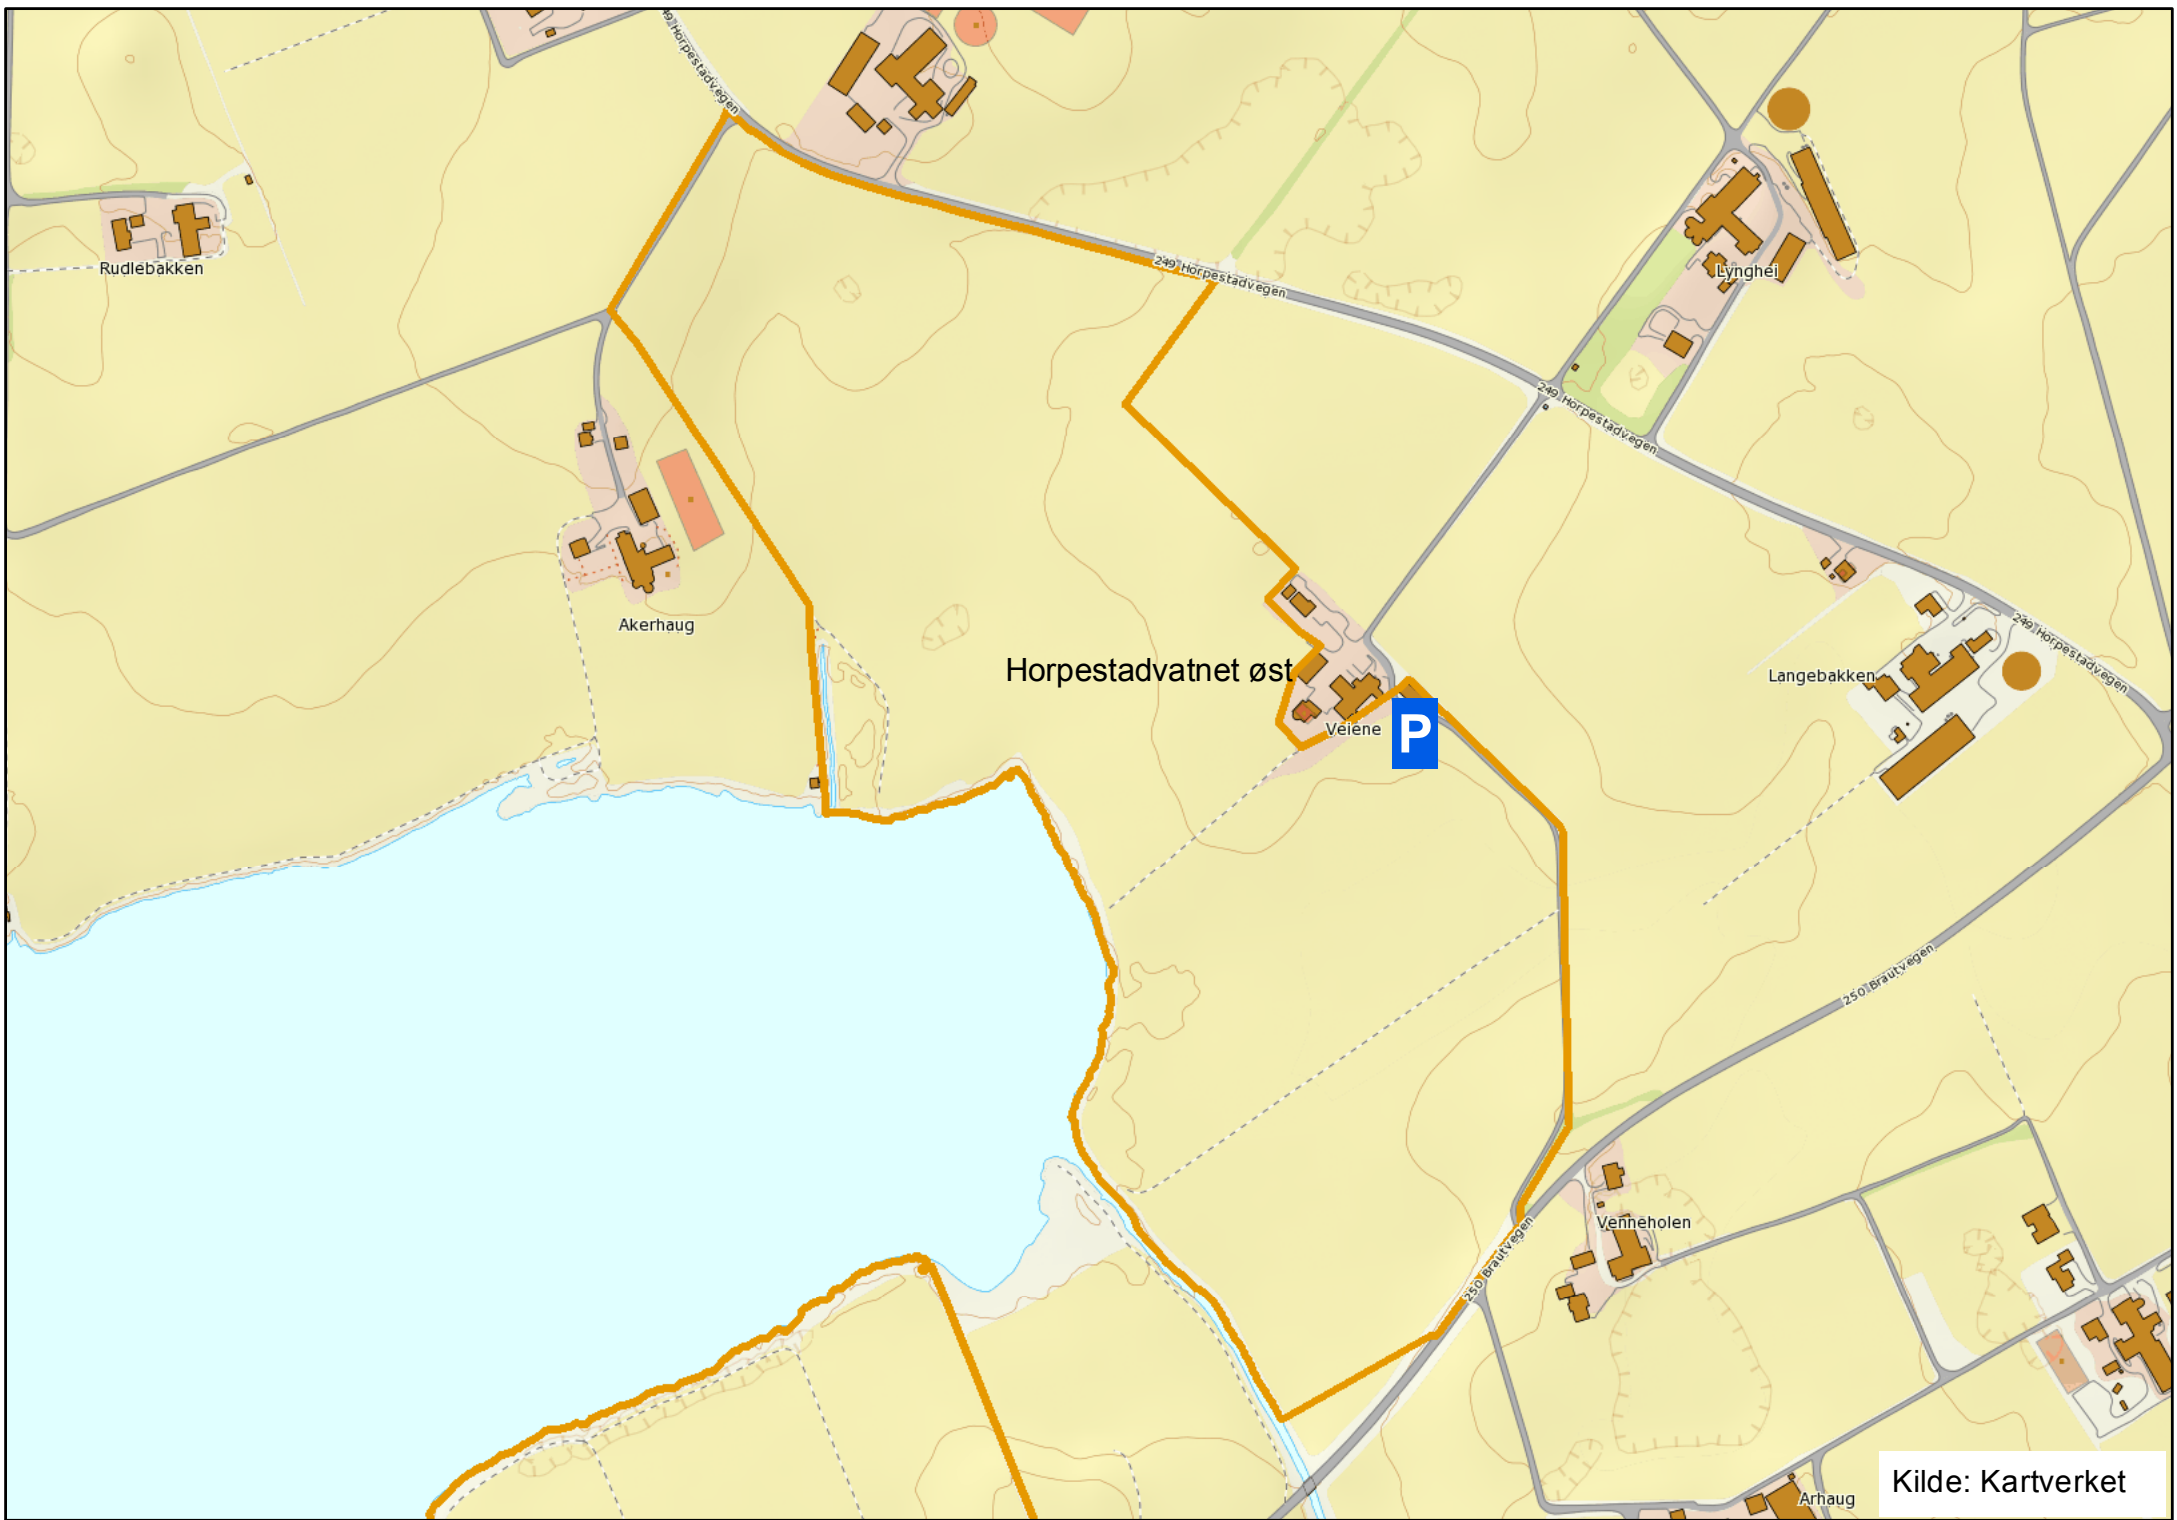 249 Horpestadvegen
Rudlebakken
249 Horpestadvegen
Lynghei
249 Horpestadvegen
Akerhaug
249 Horpestadvegen
Horpestadvatnet øst
Langebakken
Veiene
P
250 Brautvegen
Venneholen
250 Brautvegen
Kilde: Kartverket
Arhaug